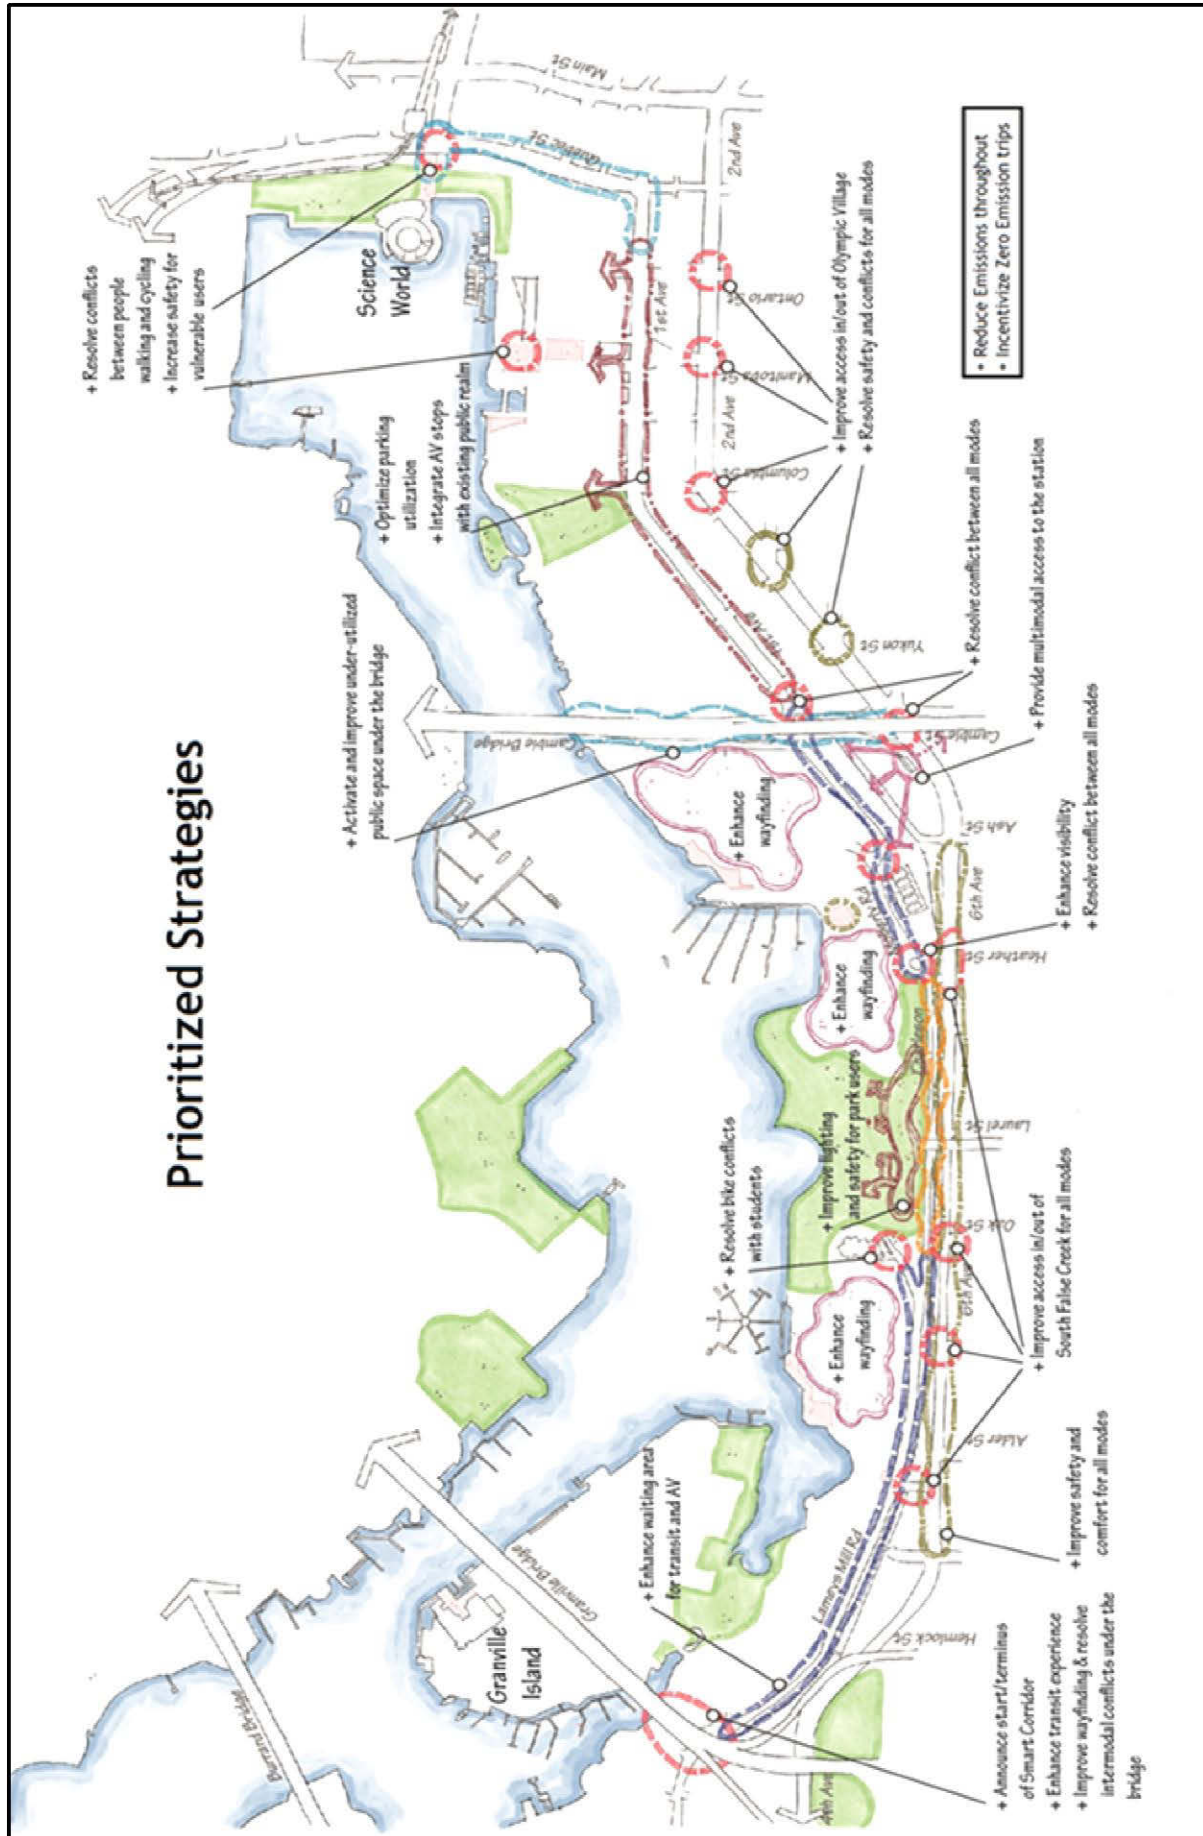 Prioritized Strategies
+ Resolve conflicts
between people
walking and cycling
+ Increase safety for
vulnerable users
Science
World
Main St
Quebec St
+ Optimize parking
utilization
+ Integrate AV stops
with existing public realm
1st Ave
2nd Ave
Ontario St
Manitoba St
2nd Ave
Columbia St
1st Ave
Yukon St
+ Improve access in/out of Olympic Village
+ Resolve safety and conflicts for all modes
+ Reduce Emissions throughout
+ Incentivize Zero Emission trips
+ Activate and improve under-utilized
public space under the bridge
Cambie Bridge
Cambie St
+ Resolve conflict between all modes
+ Provide multimodal access to the station
+ Enhance
wayfinding
Ash St
6th Ave
Heather St
+ Enhance visibility
+ Resolve conflict between all modes
+ Enhance
wayfinding
+ Improve lighting
and safety for park users
Laurel St
+ Resolve bike conflicts
with students
Oak St
6th Ave
+ Enhance
wayfinding
+ Improve access in/out of
South False Creek for all modes
Alder St
+ Improve safety and
comfort for all modes
Burrard Bridge
Granville Bridge
Granville
Island
+ Enhance waiting area
for transit and AV
Lameys Mill Rd
Hemlock St
4th Ave
+ Announce start/terminus
of Smart Corridor
+ Enhance transit experience
+ Improve wayfinding & resolve
intermodal conflicts under the
bridge